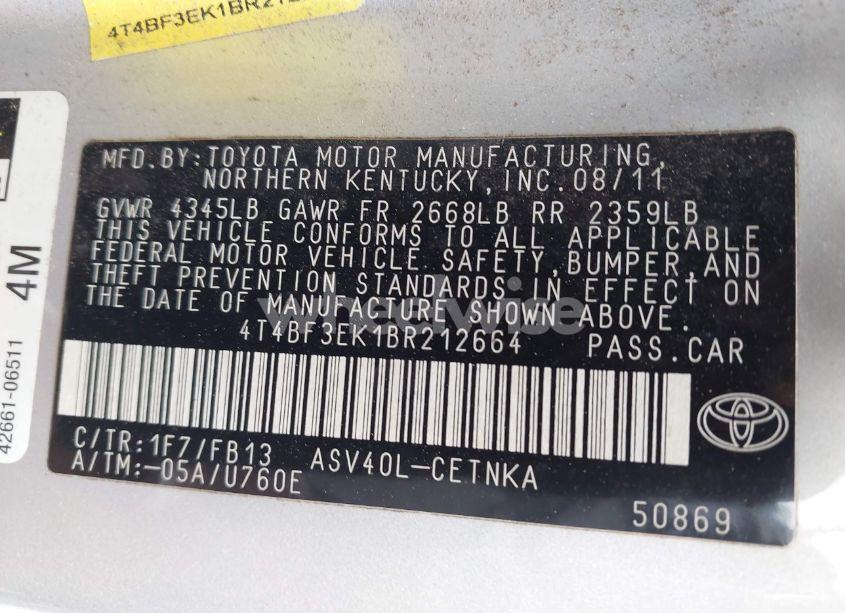 4T4BF3EK1BR212
4M
42661-06511
MFD.BY:TOYOTA MOTOR MANUFACTURING,
NORTHERN KENTUCKY,INC.08/11
GVWR 4345LB GAWR FR 2668LB RR 2359LB
THIS VEHICLE CONFORMS TO ALL APPLICABLE
FEDERAL MOTOR VEHICLE SAFETY,BUMPER,AND
THEFT PREVENTION STANDARDS IN EFFECT ON
THE DATE OF MANUFACTURE SHOWN ABOVE.
4T4BF3EK1BR212664 PASS.CAR
C/TR:1F7/FB13 ASV40L-CETNKA
A/TM:-05A/U760E
50869